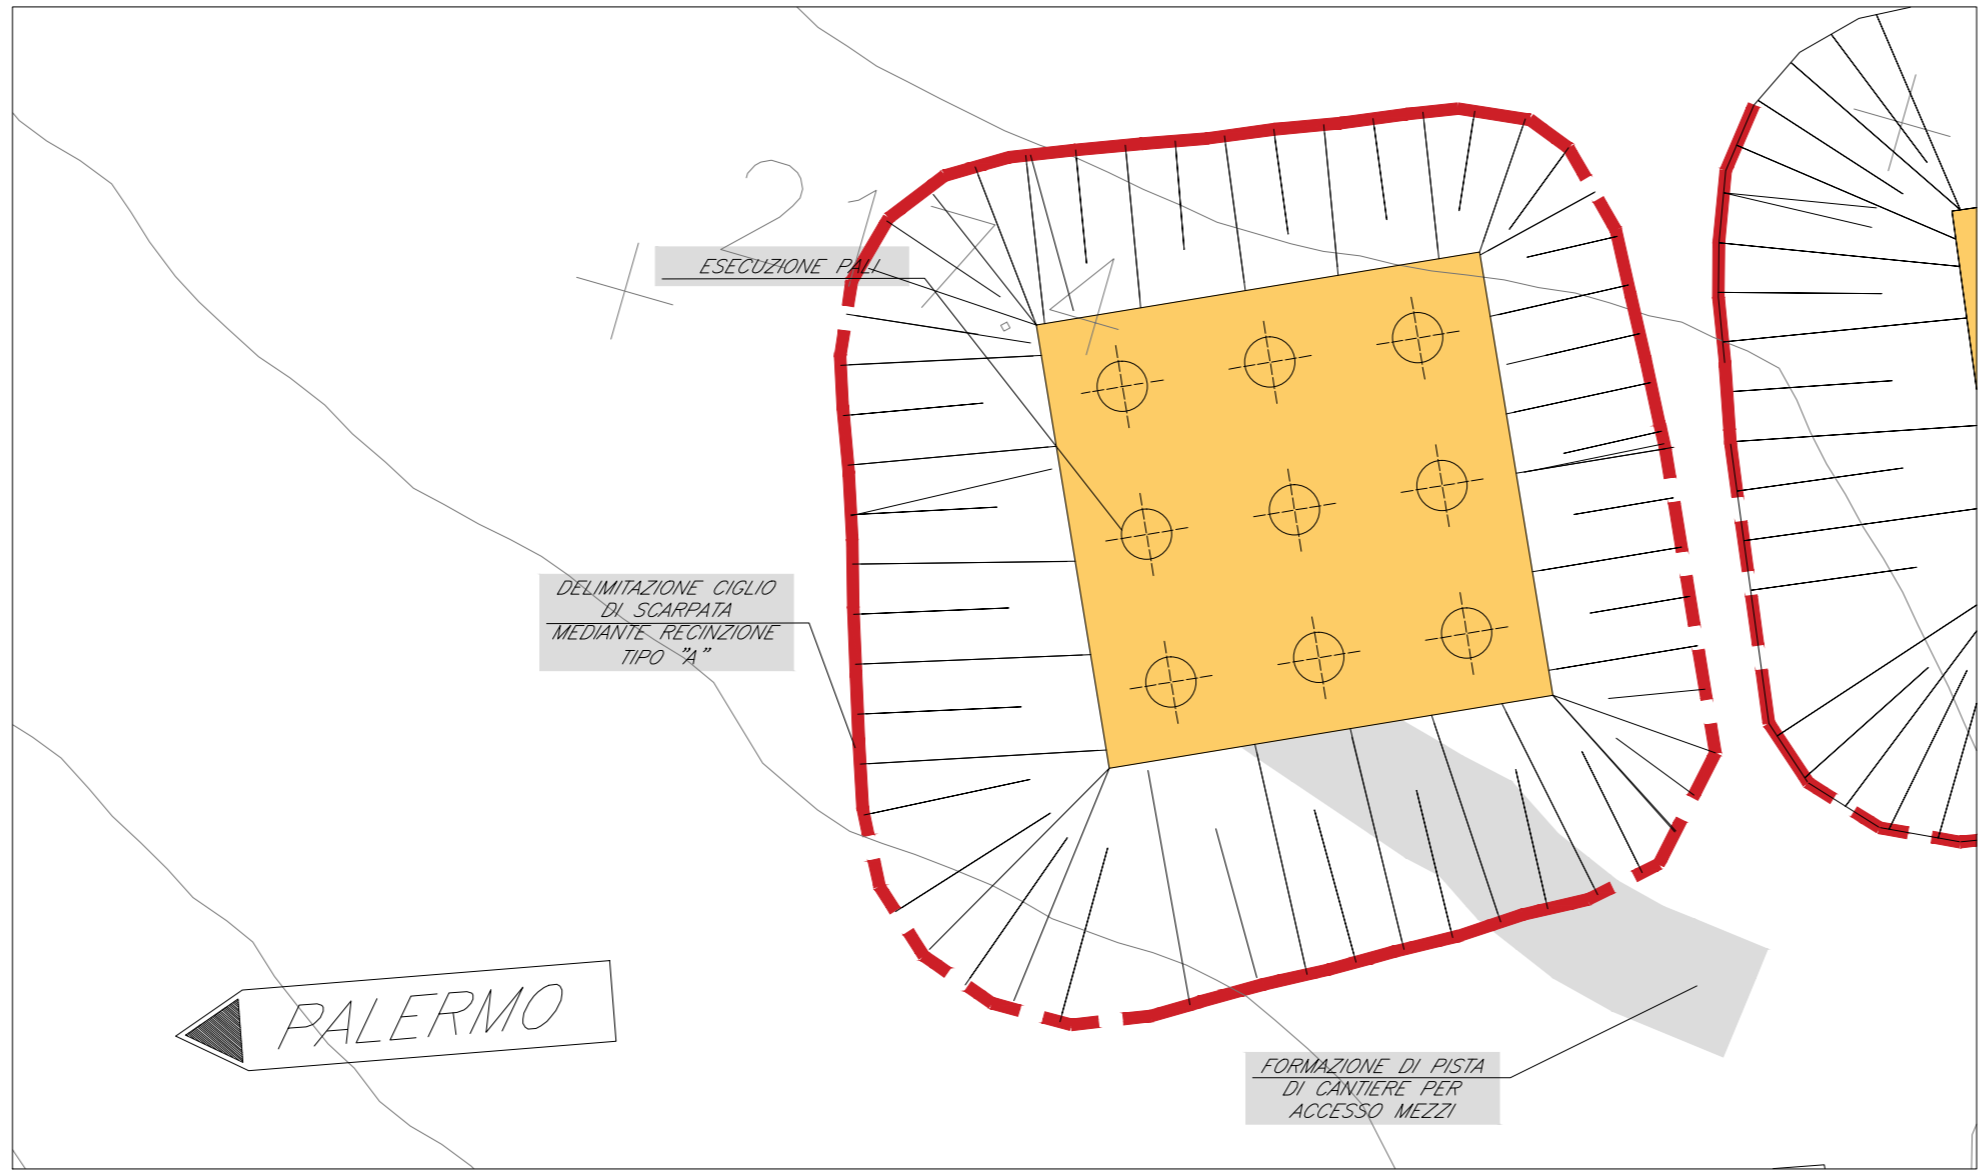 ESECUZIONE PALI
DELIMITAZIONE CIGLIO
DI SCARPATA
MEDIANTE RECINZIONE
TIPO "A"
PALERMO
FORMAZIONE DI PISTA
DI CANTIERE PER
ACCESSO MEZZI